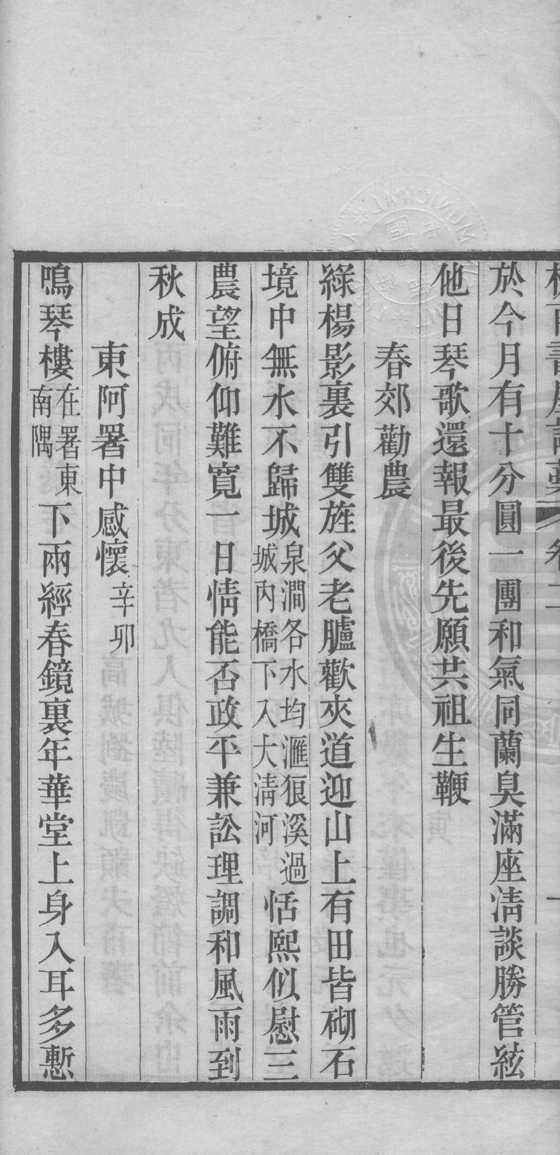 於今月有十分圓一團和氣同蘭臭滿座清談勝管絃
他日琴歌還報最後先願共祖生鞭
春郊勸農
綠楊影裏引雙旌父老臚歡夾道迎山上有田皆砌石
境中無水不歸城泉澗各水均滙狼溪過城內橋下入大清河恬熙似慰三
農望俯仰難寬一日情能否政平兼訟理調和風雨到
秋成
東阿署中感懷辛卯
鳴琴樓在署東南隅下兩經春鏡裏年華堂上身入耳多慙